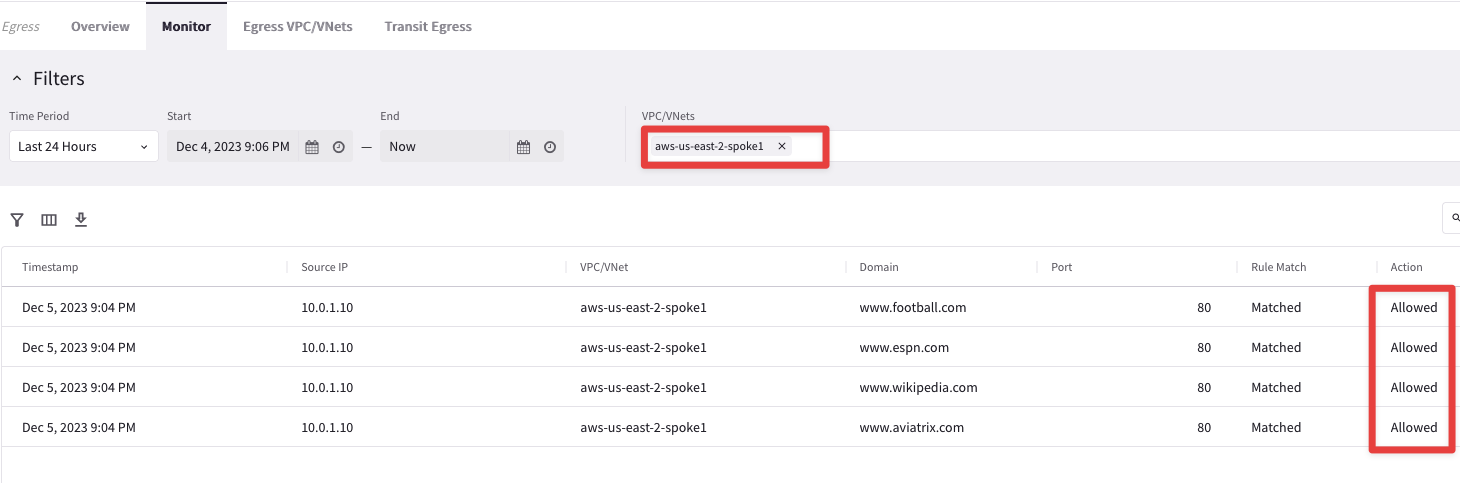 Egress Overview Monitor Egress VPC/VNets Transit Egress
Filters
Time Period Start End VPC/VNets
Last 24 Hours Dec 4, 2023 9:06 PM — Now aws-us-east-2-spoke1 ×
Timestamp Source IP VPC/VNet Domain Port Rule Match Action
Dec 5, 2023 9:04 PM 10.0.1.10 aws-us-east-2-spoke1 www.football.com 80 Matched Allowed
Dec 5, 2023 9:04 PM 10.0.1.10 aws-us-east-2-spoke1 www.espn.com 80 Matched Allowed
Dec 5, 2023 9:04 PM 10.0.1.10 aws-us-east-2-spoke1 www.wikipedia.com 80 Matched Allowed
Dec 5, 2023 9:04 PM 10.0.1.10 aws-us-east-2-spoke1 www.aviatrix.com 80 Matched Allowed